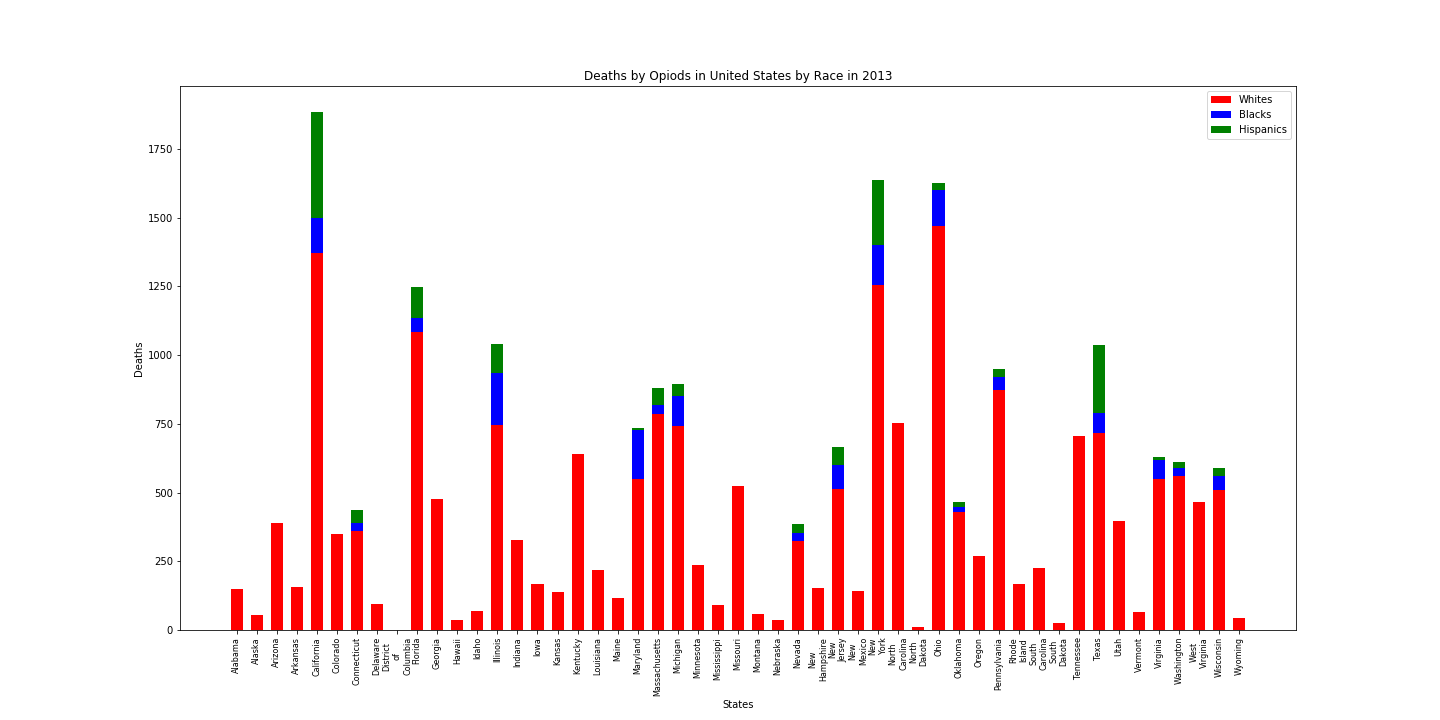 Deaths by Opiods in United States by Race in 2013
Whites
Blacks
Hispanics
1750
1500
1250
1000
750
500
250
0
Deaths
Alabama
Alaska
Arizona
Arkansas
California
Colorado
Connecticut
Delaware
District
of
Columbia
Florida
Georgia
Hawaii
Idaho
Illinois
Indiana
Iowa
Kansas
Kentucky
Louisiana
Maine
Maryland
Massachusetts
Michigan
Minnesota
Mississippi
Missouri
Montana
Nebraska
Nevada
New
Hampshire
New
Jersey
New
Mexico
New
York
North
Carolina
North
Dakota
Ohio
Oklahoma
Oregon
Pennsylvania
Rhode
Island
South
Carolina
South
Dakota
Tennessee
Texas
Utah
Vermont
Virginia
Washington
West
Virginia
Wisconsin
Wyoming
States